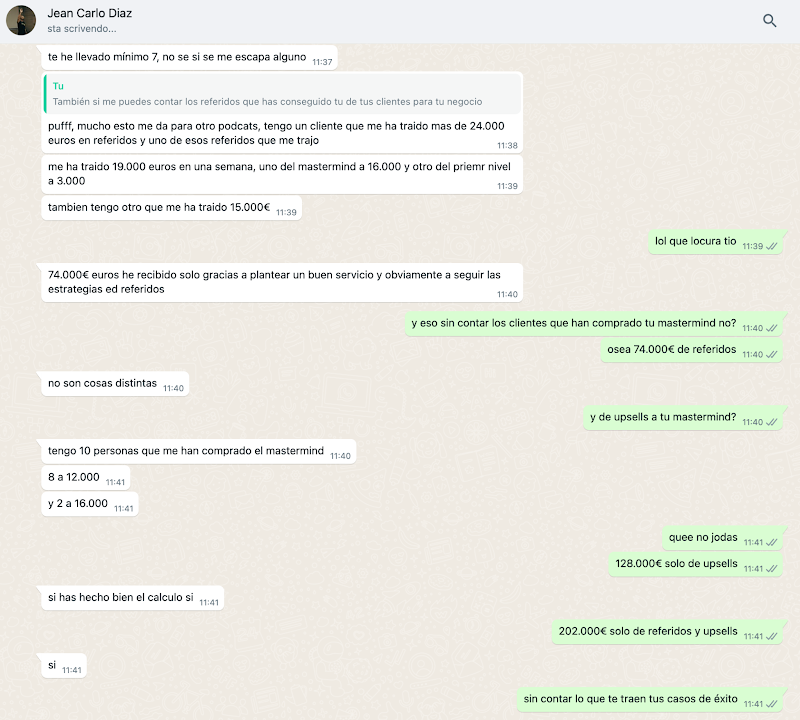 Jean Carlo Diaz
sta scrivendo...
te he llevado mínimo 7, no se si se me escapa alguno 11:37
Tu
También si me puedes contar los referidos que has conseguido tu de tus clientes para tu negocio
pufff, mucho esto me da para otro podcats, tengo un cliente que me ha traido mas de 24.000
euros en referidos y uno de esos referidos que me trajo
11:38
me ha traido 19.000 euros en una semana, uno del mastermind a 16.000 y otro del priemr nivel
a 3.000
11:39
tambien tengo otro que me ha traido 15.000€ 11:39
lol que locura tio 11:39
74.000€ euros he recibido solo gracias a plantear un buen servicio y obviamente a seguir las
estrategias ed referidos
11:40
y eso sin contar los clientes que han comprado tu mastermind no? 11:40
osea 74.000€ de referidos 11:40
no son cosas distintas 11:40
y de upsells a tu mastermind? 11:40
tengo 10 personas que me han comprado el mastermind 11:40
8 a 12.000 11:41
y 2 a 16.000 11:41
quee no jodas 11:41
128.000€ solo de upsells 11:41
si has hecho bien el calculo si 11:41
202.000€ solo de referidos y upsells 11:41
si 11:41
sin contar lo que te traen tus casos de éxito 11:41